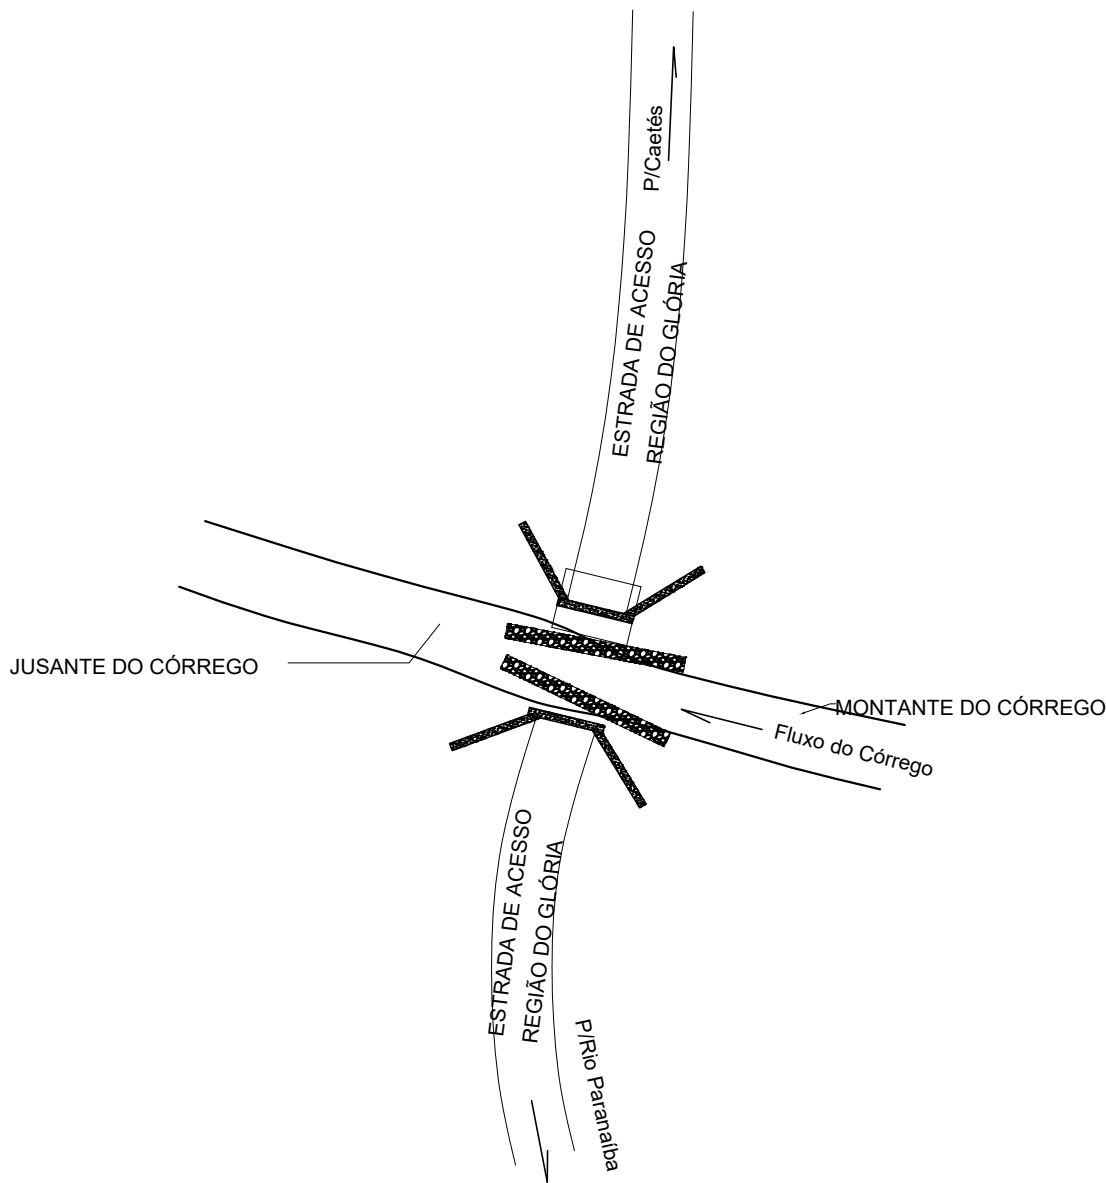 P/Caetés
ESTRADA DE ACESSO
REGIÃO DO GLÓRIA
JUSANTE DO CÓRREGO
MONTANTE DO CÓRREGO
Fluxo do Córrego
ESTRADA DE ACESSO
REGIÃO DO GLÓRIA
P/Rio Paranaíba